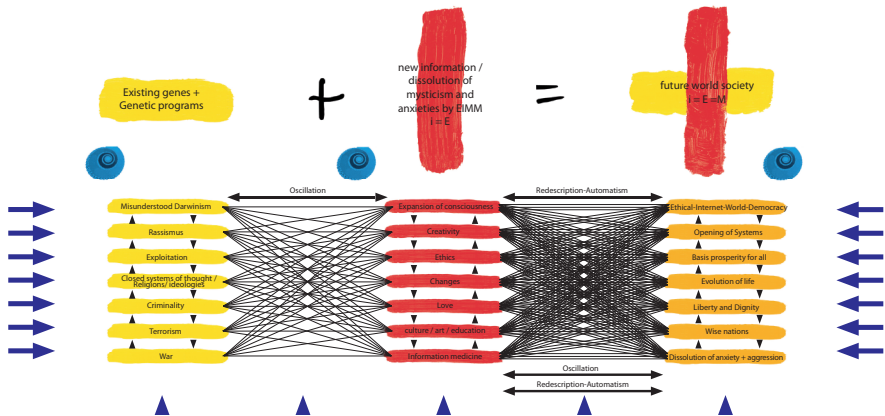 Existing genes +
Genetic programs
+
new information /
dissolution of
mysticism and
anxieties by EIMM
i = E
=
future world society
i = E =M
Oscillation
Redescription-Automatism
Misunderstood Darwinism
Expansion of consciousness
Ethical-Internet-World-Democracy
Rassismus
Creativity
Opening of Systems
Exploitation
Ethics
Basis prosperity for all
Closed systems of thought /
Religions/ ideologies
Changes
Evolution of life
Criminality
Love
Liberty and Dignity
Terrorism
culture / art / education
Wise nations
War
Information medicine
Dissolution of anxiety + aggression
Oscillation
Redescription-Automatism